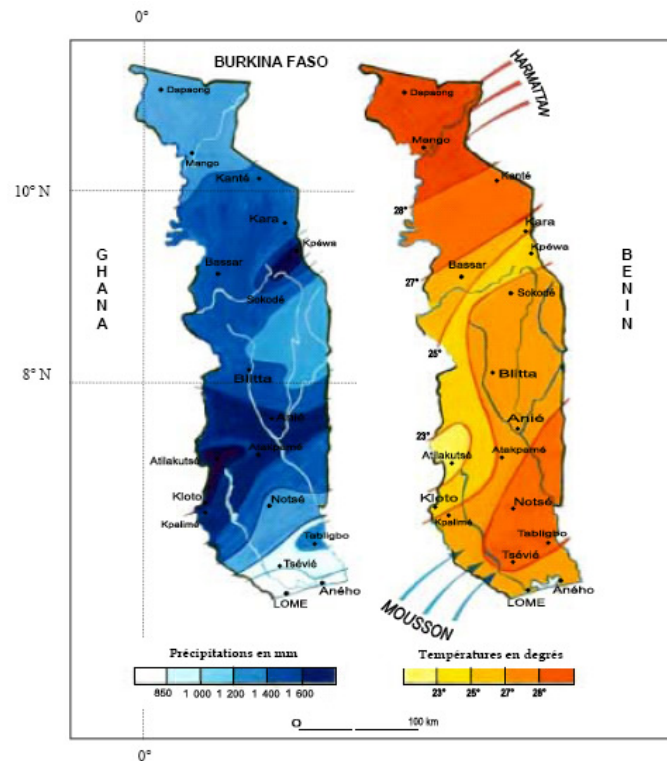 0°
BURKINA FASO
Dapaong
Mango
Kanté
10° N
Kara
Kpéwa
Bassar
GHANA
Sokodé
8° N
Blitta
Anié
Atakpamé
Atilakutsé
Kloto
Notsé
Kpalimé
Tabligbo
Tsévié
Aného
LOME
HARMATTAN
Dapaong
Mango
Kanté
28°
Kara
Kpéwa
Bassar
27°
BENIN
Sokodé
25°
Blitta
Anié
23°
Atakpamé
Atilakutsé
Kloto
Notsé
Kpalimé
Tabligbo
Tsévié
MOUSSON
Aného
LOME
Précipitations en mm
850 1 000 1 200 1 400 1 600
Températures en degrés
23° 25° 27° 28°
O 100 km
0°